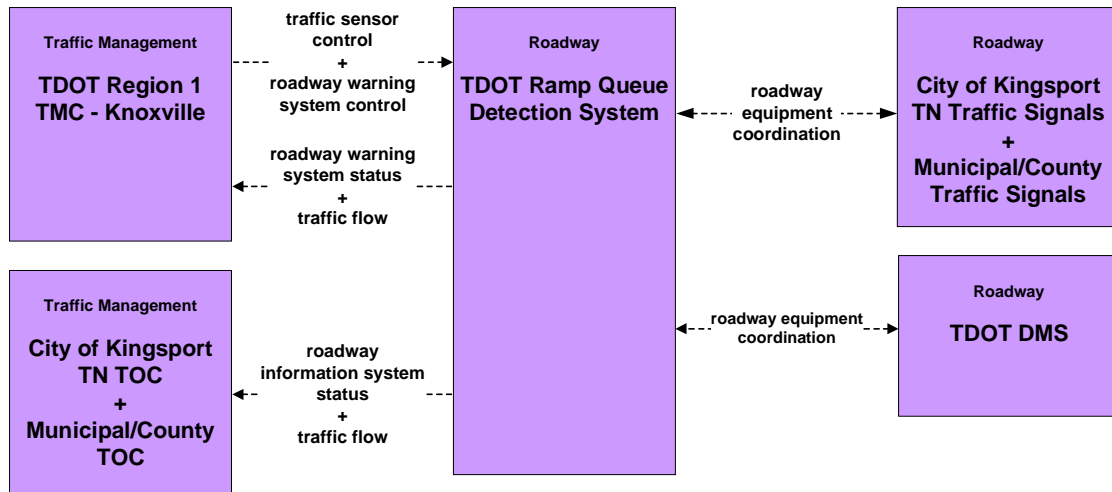 Traffic Management
TDOT Region 1
TMC - Knoxville
traffic sensor
control
+
roadway warning
system control
roadway warning
system status
+
traffic flow
Traffic Management
City of Kingsport
TN TOC
+
Municipal/County
TOC
roadway
information system
status
+
traffic flow
Roadway
TDOT Ramp Queue
Detection System
roadway
equipment
coordination
Roadway
City of Kingsport
TN Traffic Signals
+
Municipal/County
Traffic Signals
roadway equipment
coordination
Roadway
TDOT DMS